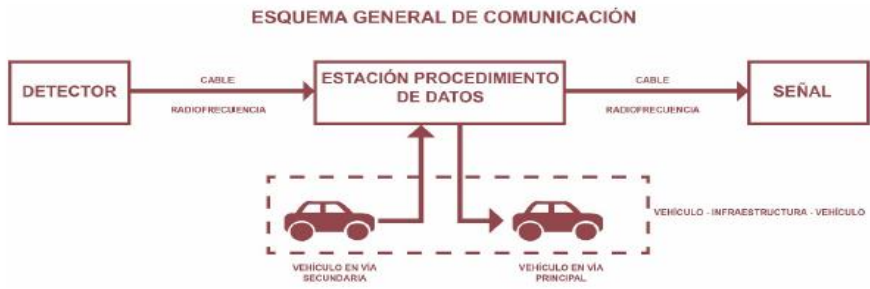 ESQUEMA GENERAL DE COMUNICACIÓN
DETECTOR
CABLE
RADIOFRECUENCIA
ESTACIÓN PROCEDIMIENTO
DE DATOS
CABLE
RADIOFRECUENCIA
SEÑAL
VEHÍCULO - INFRAESTRUCTURA - VEHÍCULO
VEHÍCULO EN VÍA
SECUNDARIA
VEHÍCULO EN VÍA
PRINCIPAL